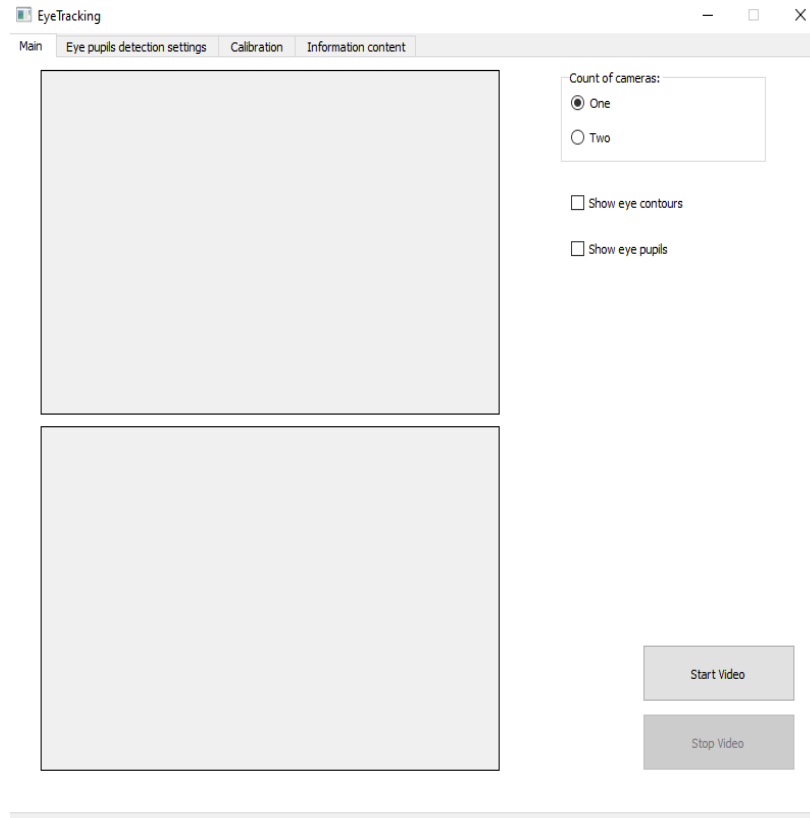 EyeTracking
Main Eye pupils detection settings Calibration Information content
Count of cameras:
One
Two
Show eye contours
Show eye pupils
Start Video
Stop Video